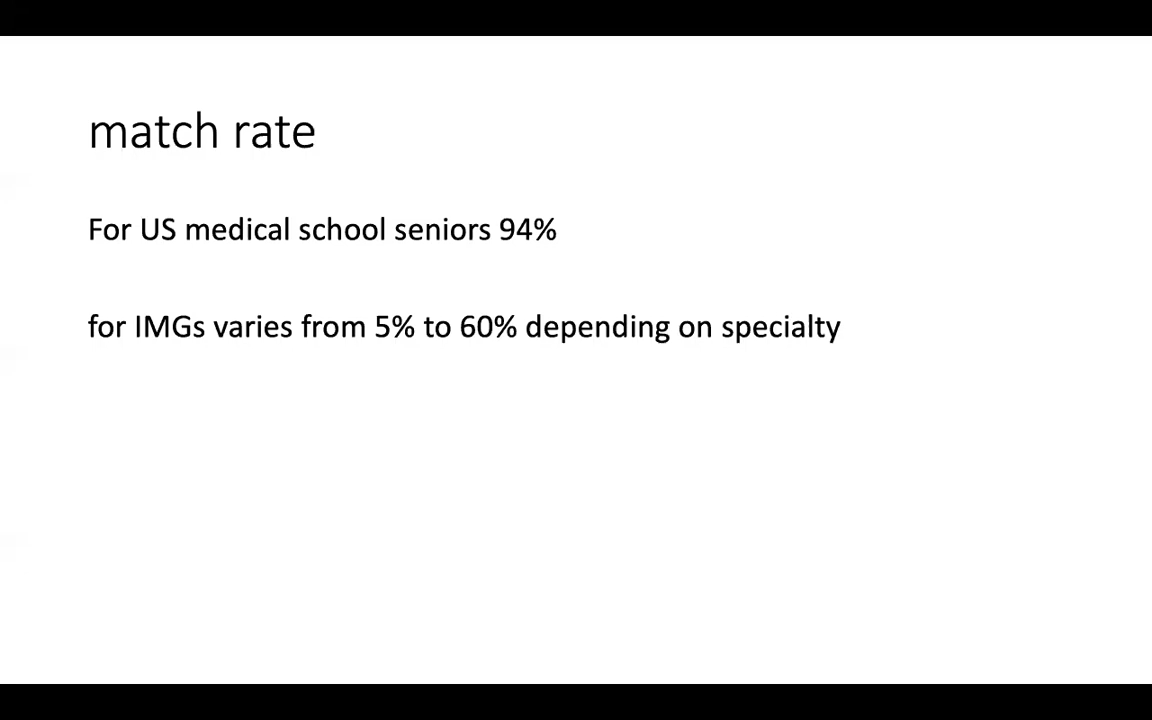 match rate
For US medical school seniors 94%
for IMGs varies from 5% to 60% depending on specialty